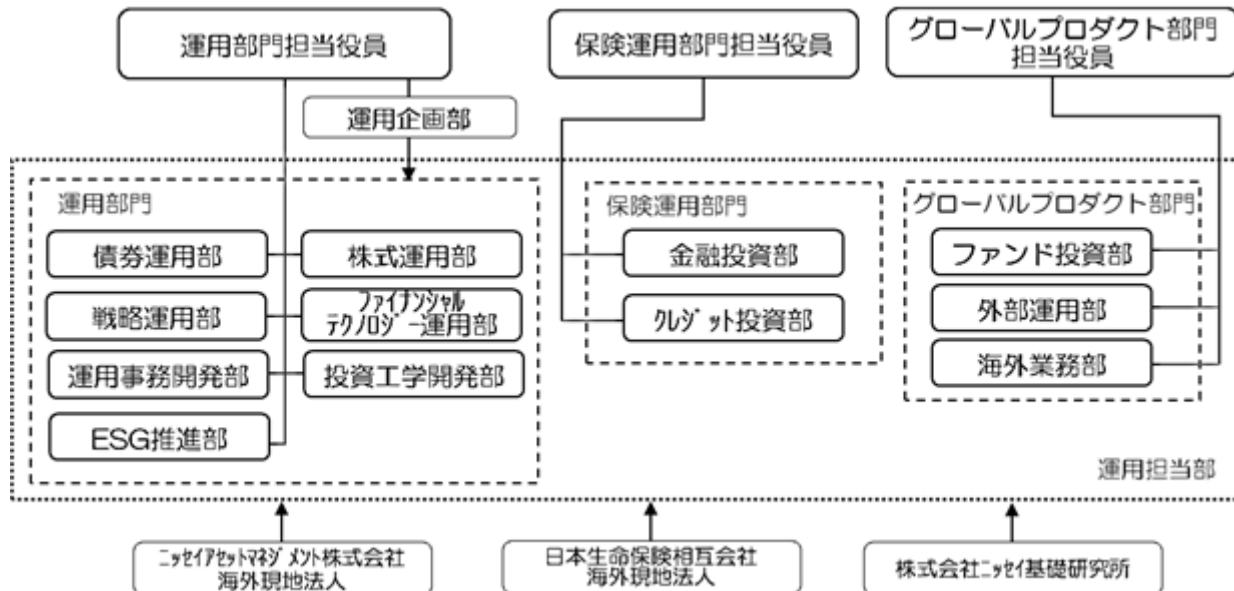 運用部門担当役員
保険運用部門担当役員
グローバルプロダクト部門
担当役員
運用企画部
運用部門
債券運用部
株式運用部
戦略運用部
ファイナンシャル
テクノロジー運用部
運用事務開発部
投資工学開発部
ESG推進部
保険運用部門
金融投資部
クレジット投資部
グローバルプロダクト部門
ファンド投資部
外部運用部
海外業務部
運用担当部
ニッセイアセットマネジメント株式会社
海外現地法人
日本生命保険相互会社
海外現地法人
株式会社ニッセイ基礎研究所